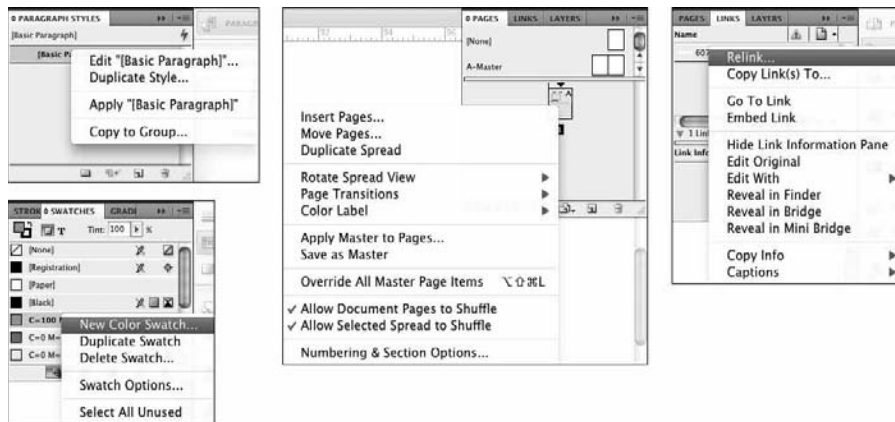 PARAGRAPH STYLES
[Basic Paragraph]
Edit "[Basic Paragraph]"...
Duplicate Style...
Apply "[Basic Paragraph]"
Copy to Group...
STROK SWATCHES GRADI
Tint: 100 %
[None]
[Registration]
[Paper]
[Black]
C=100
C=0 M=
C=0 M=
New Color Swatch...
Duplicate Swatch
Delete Swatch...
Swatch Options...
Select All Unused
PAGES LINKS LAYERS
[None]
A-Master
Insert Pages...
Move Pages...
Duplicate Spread
Rotate Spread View
Page Transitions
Color Label
Apply Master to Pages...
Save as Master
Override All Master Page Items ⌥⇧⌘L
✓ Allow Document Pages to Shuffle
✓ Allow Selected Spread to Shuffle
Numbering & Section Options...
PAGES LINKS LAYERS
Name
Relink...
Copy Link(s) To...
Go To Link
Embed Link
Hide Link Information Pane
Edit Original
Edit With
Reveal in Finder
Reveal in Bridge
Reveal in Mini Bridge
Copy Info
Captions